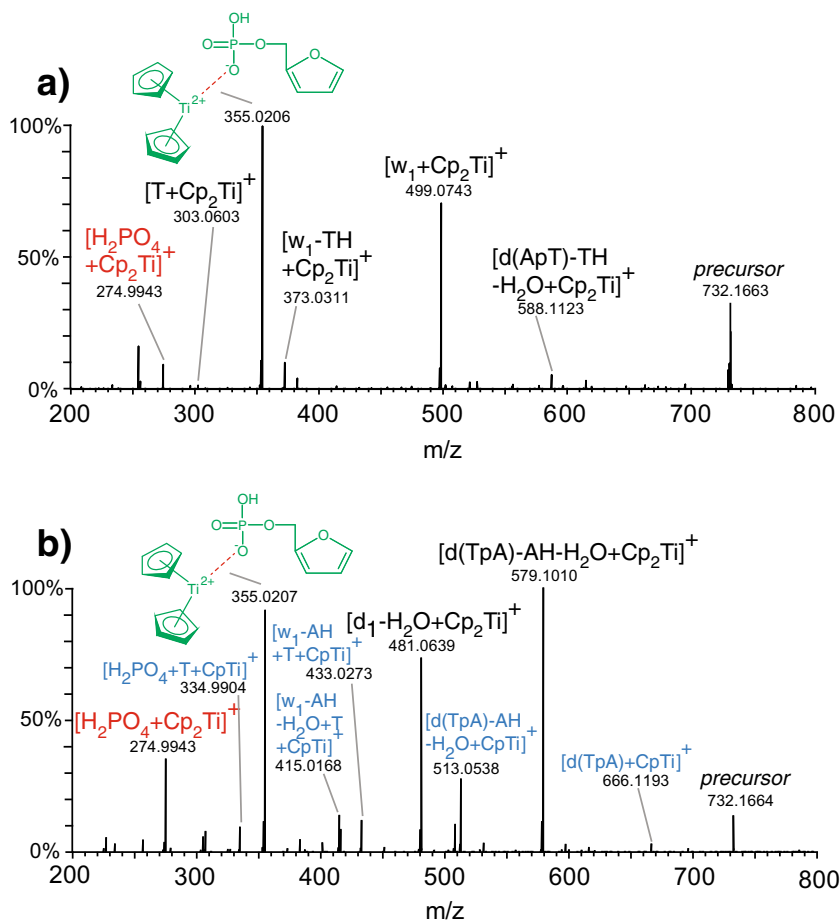 a)
OH
O=P-O
O⁻
O
Ti²⁺
355.0206
100%
50%
0%
[H₂PO₄
+Cp₂Ti]⁺
274.9943
[T+Cp₂Ti]⁺
303.0603
[w₁-TH
+Cp₂Ti]⁺
373.0311
[w₁+Cp₂Ti]⁺
499.0743
[d(ApT)-TH
-H₂O+Cp₂Ti]⁺
588.1123
precursor
732.1663
200 300 400 500 600 700 800
m/z
b)
OH
O=P-O
O⁻
O
Ti²⁺
355.0207
100%
50%
0%
[H₂PO₄+T+CpTi]⁺
334.9904
[H₂PO₄+Cp₂Ti]⁺
274.9943
[w₁-AH
+T+CpTi]⁺
433.0273
[w₁-AH
-H₂O+T
+CpTi]⁺
415.0168
[d₁-H₂O+Cp₂Ti]⁺
481.0639
[d(TpA)-AH-H₂O+Cp₂Ti]⁺
579.1010
[d(TpA)-AH
-H₂O+CpTi]⁺
513.0538
[d(TpA)+CpTi]⁺
666.1193
precursor
732.1664
200 300 400 500 600 700 800
m/z